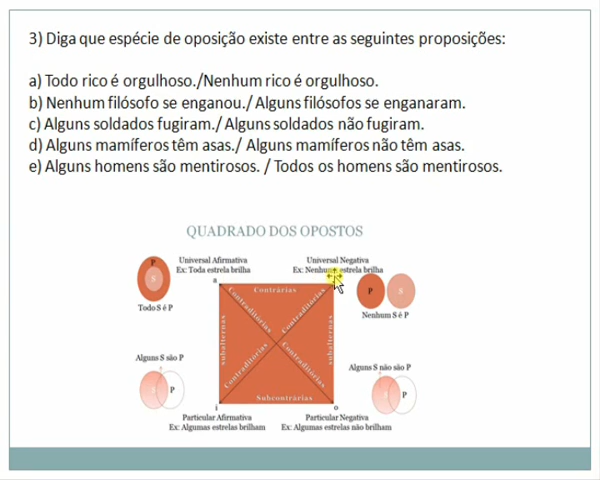 3) Diga que espécie de oposição existe entre as seguintes proposições:
a) Todo rico é orgulhoso./Nenhum rico é orgulhoso.
b) Nenhum filósofo se enganou./ Alguns filósofos se enganaram.
c) Alguns soldados fugiram./ Alguns soldados não fugiram.
d) Alguns mamíferos têm asas./ Alguns mamíferos não têm asas.
e) Alguns homens são mentirosos. / Todos os homens são mentirosos.
QUADRADO DOS OPOSTOS
Universal Afirmativa
Ex: Toda estrela brilha
Universal Negativa
Ex: Nenhuma estrela brilha
P
S
Todo S é P
a
Contrárias
P
S
Nenhum S é P
Contraditórias
Contraditórias
subalternas
subalternas
Contraditórias
Contraditórias
Alguns S são P
P
Alguns S não são P
P
Subcontrárias
i
o
Particular Afirmativa
Ex: Algumas estrelas brilham
Particular Negativa
Ex: Algumas estrelas não brilham